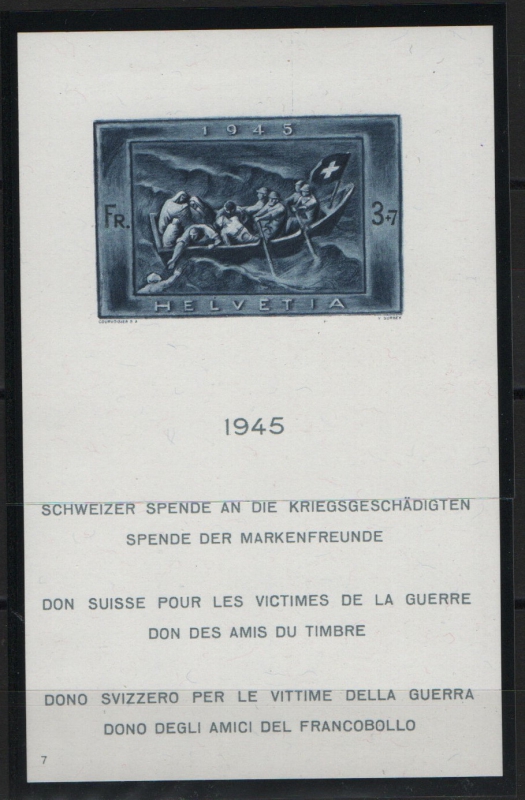 1945
FR. 3+7
HELVETIA
1945
SCHWEIZER SPENDE AN DIE KRIEGSGESCHÄDIGTEN
SPENDE DER MARKENFREUNDE
DON SUISSE POUR LES VICTIMES DE LA GUERRE
DON DES AMIS DU TIMBRE
DONO SVIZZERO PER LE VITTIME DELLA GUERRA
DONO DEGLI AMICI DEL FRANCOBOLLO
7